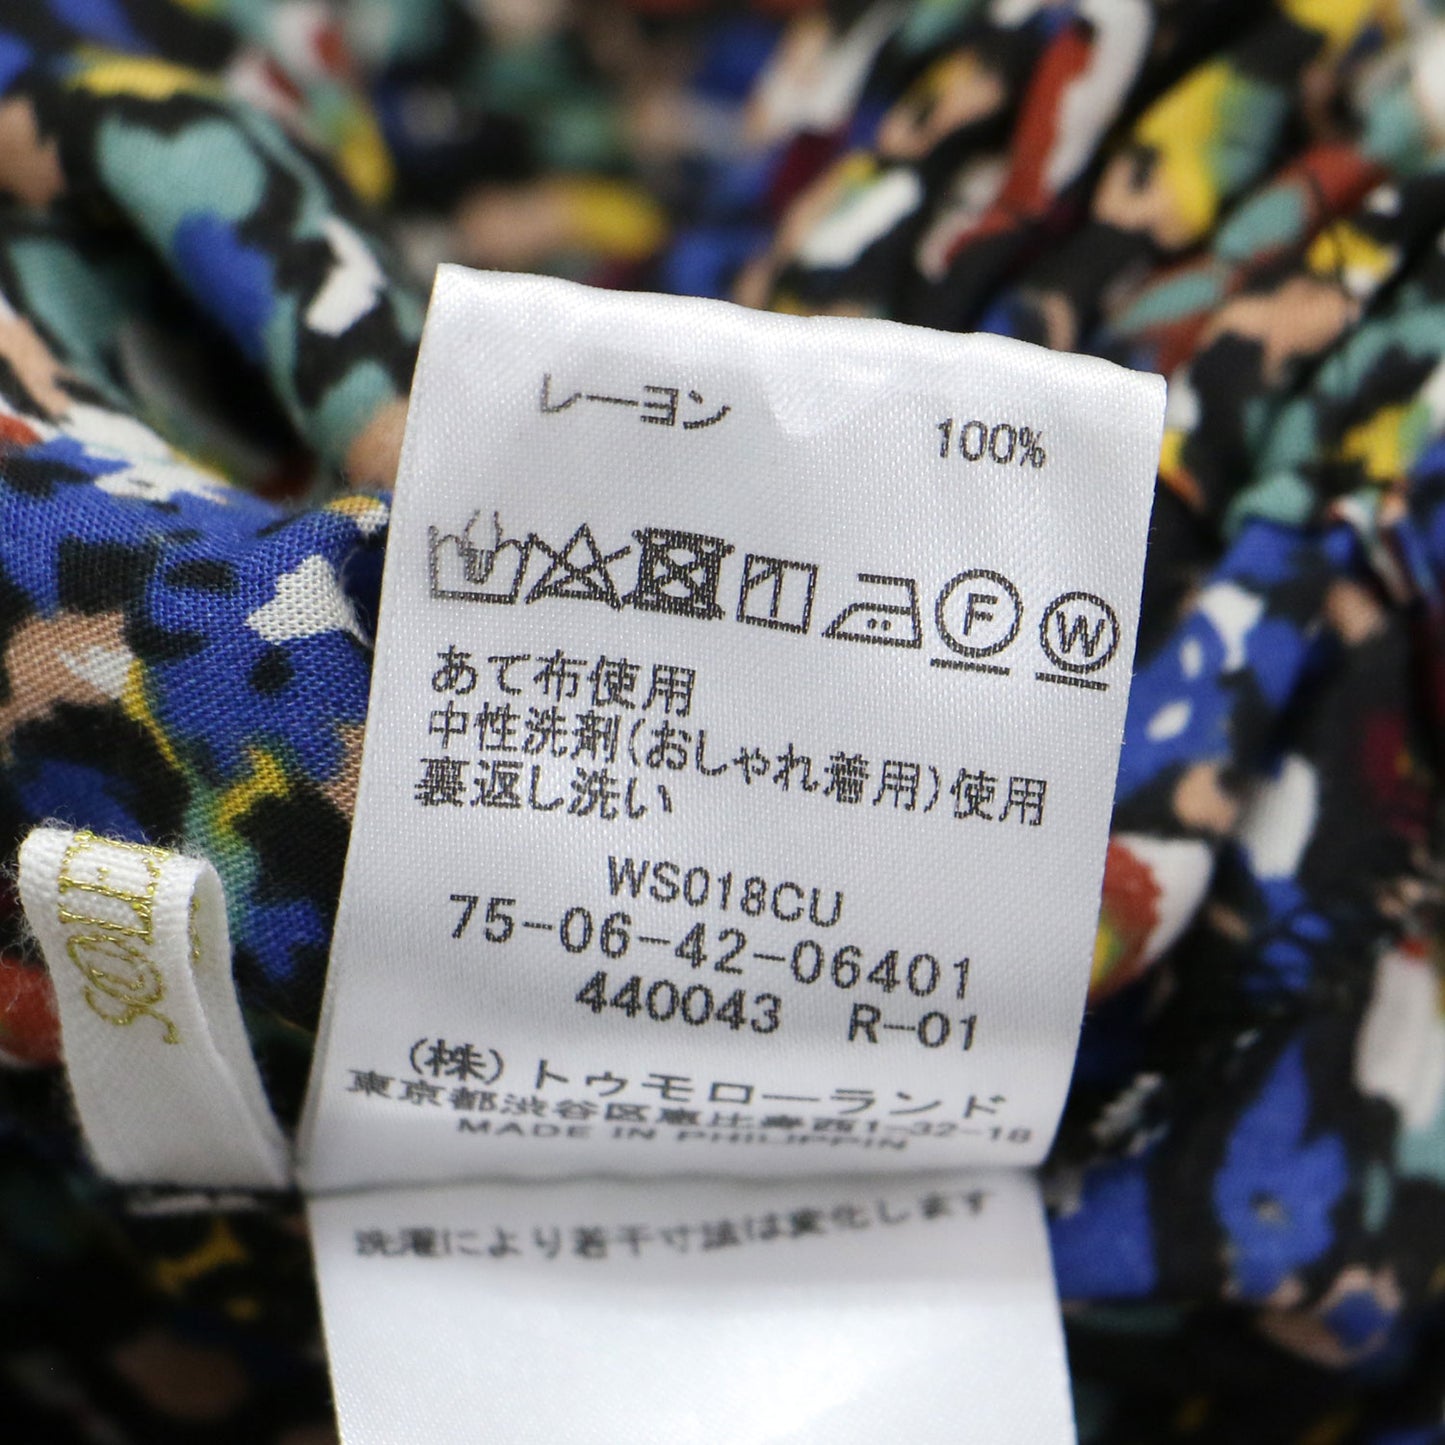 レーヨン 100%
F W
あて布使用
中性洗剤(おしゃれ着用)使用
裏返し洗い
WS018CU
75-06-42-06401
440043 R-01
(株)トゥモローランド
東京都渋谷区恵比寿西1-32-18
MADE IN PHILIPPIN
洗濯により若干寸法は変化します